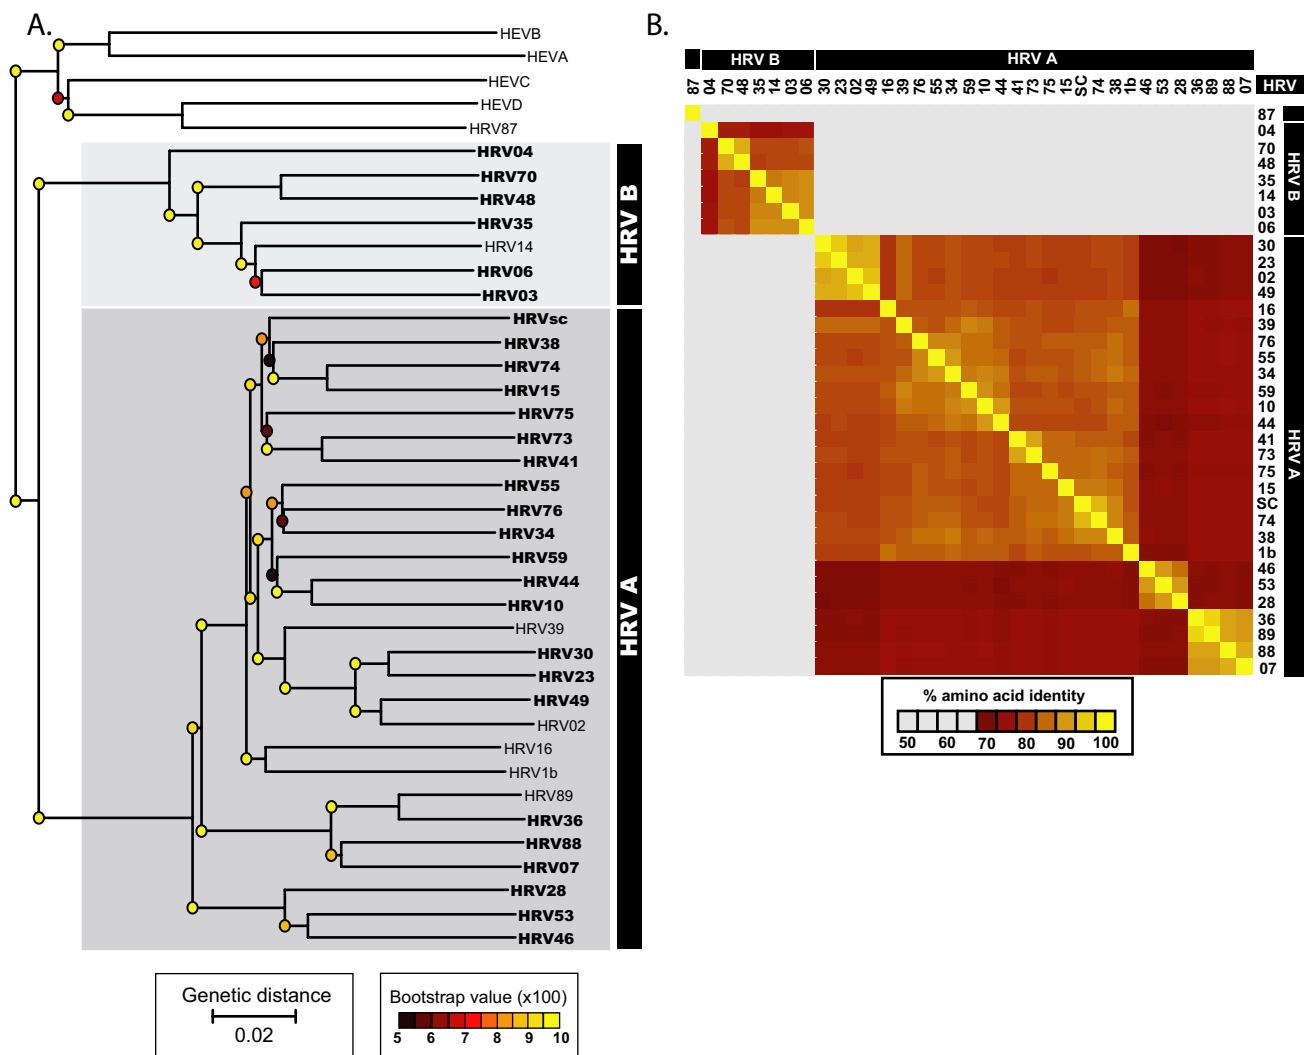 A.
HEVB
HEVA
HEVC
HEVD
HRV87
HRV04
HRV70
HRV48
HRV35
HRV14
HRV06
HRV03
HRV B
HRVsc
HRV38
HRV74
HRV15
HRV75
HRV73
HRV41
HRV55
HRV76
HRV34
HRV59
HRV44
HRV10
HRV39
HRV30
HRV23
HRV49
HRV02
HRV16
HRV1b
HRV89
HRV36
HRV88
HRV07
HRV28
HRV53
HRV46
HRV A
Genetic distance
0.02
Bootstrap value (x100)
5 6 7 8 9 10
B.
HRV B HRV A
87 04 70 48 35 14 03 06 30 23 02 49 16 39 76 55 34 59 10 44 41 73 75 15 SC 74 38 1b 46 53 28 36 89 88 07 HRV
87
04
70
48
35
14
03
06
30
23
02
49
16
39
76
55
34
59
10
44
41
73
75
15
SC
74
38
1b
46
53
28
36
89
88
07
HRV B
HRV A
% amino acid identity
50 60 70 80 90 100